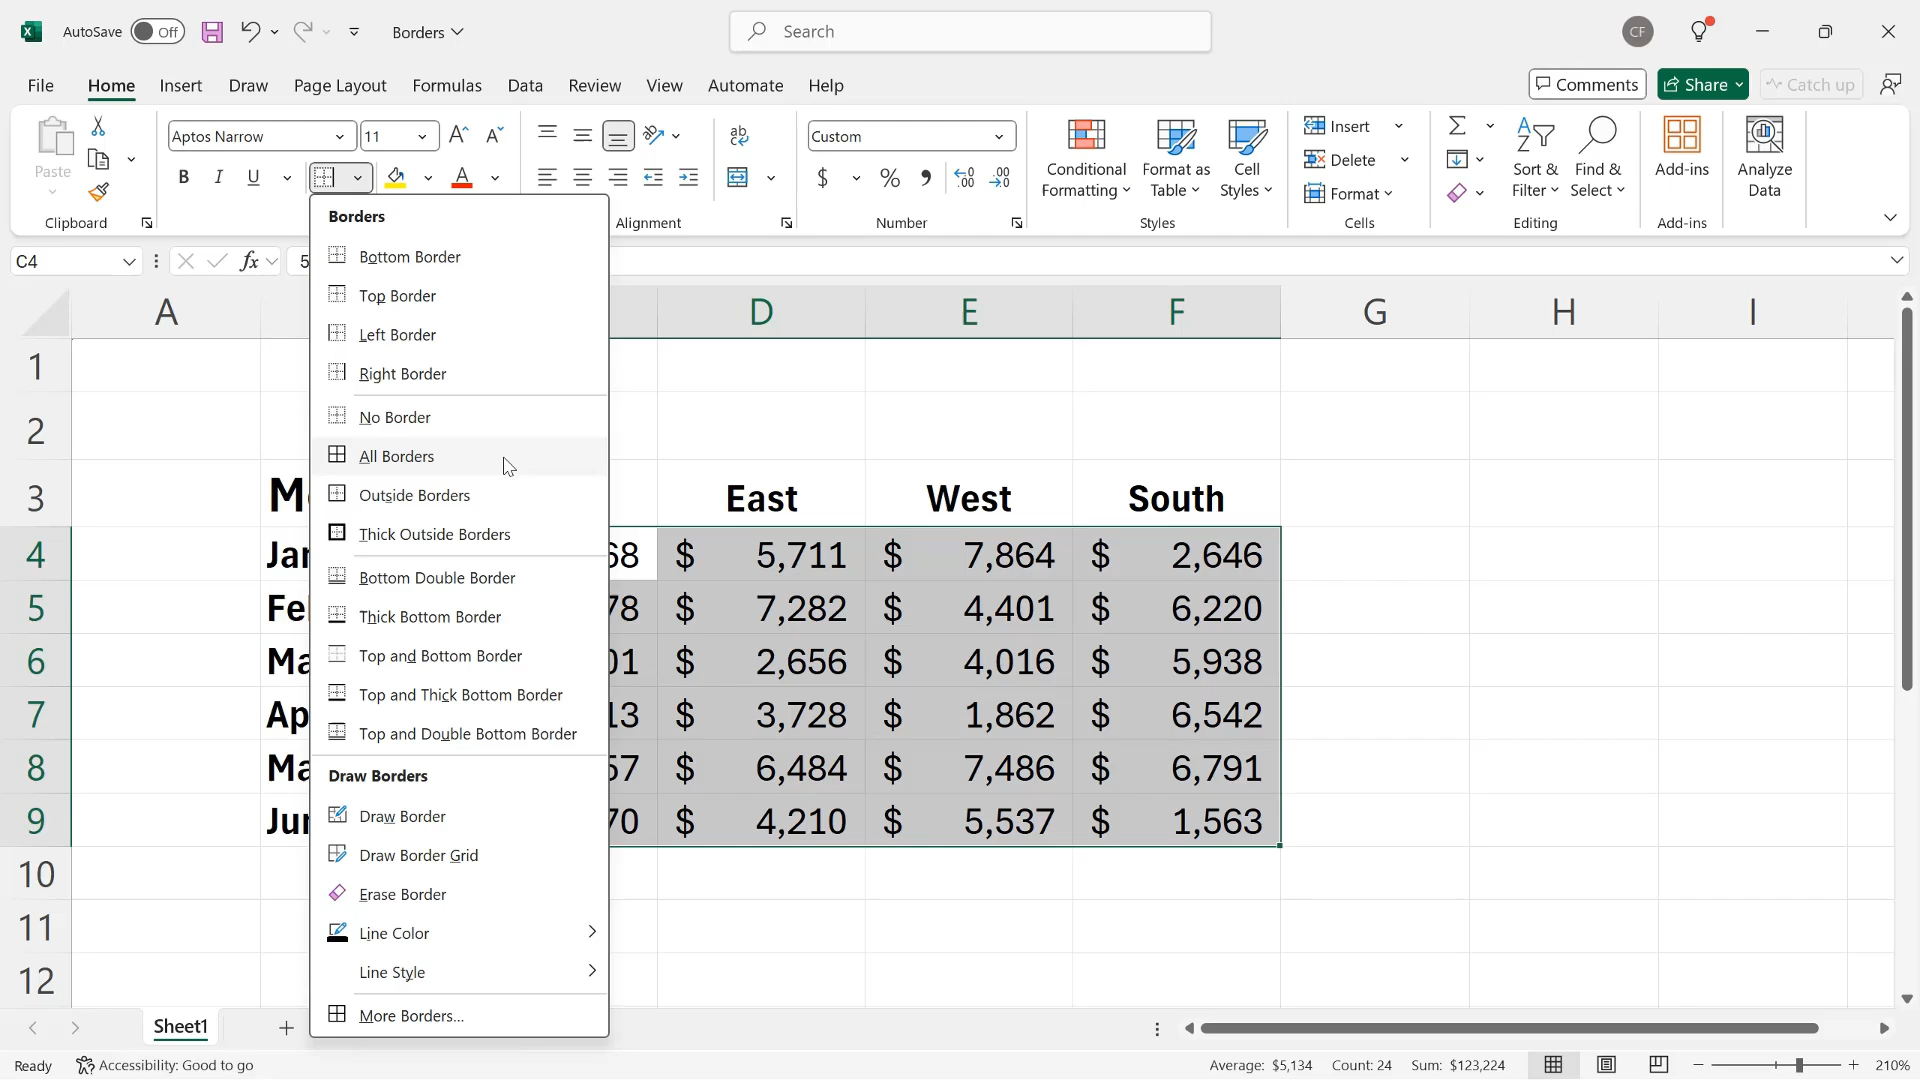 AutoSave Off Borders Search CF
File Home Insert Draw Page Layout Formulas Data Review View Automate Help Comments Share Catch up
Paste Aptos Narrow 11 ab Custom Conditional Formatting Format as Table Cell Styles Insert Delete Format Sort & Filter Find & Select Add-ins Analyze Data
B I U A $ % , .00
Clipboard Alignment Number Styles Cells Editing Add-ins
C4 fx 5
Borders
Bottom Border
Top Border
Left Border
Right Border
No Border
All Borders
Outside Borders
Thick Outside Borders
Bottom Double Border
Thick Bottom Border
Top and Bottom Border
Top and Thick Bottom Border
Top and Double Bottom Border
Draw Borders
Draw Border
Draw Border Grid
Erase Border
Line Color
Line Style
More Borders...
A D E F G H I
1
2
3 M East West South
4 Jan 68 $ 5,711 $ 7,864 $ 2,646
5 Fe 78 $ 7,282 $ 4,401 $ 6,220
6 Ma 01 $ 2,656 $ 4,016 $ 5,938
7 Ap 13 $ 3,728 $ 1,862 $ 6,542
8 Ma 57 $ 6,484 $ 7,486 $ 6,791
9 Jun 70 $ 4,210 $ 5,537 $ 1,563
10
11
12
Sheet1
Ready Accessibility: Good to go Average: $5,134 Count: 24 Sum: $123,224 210%